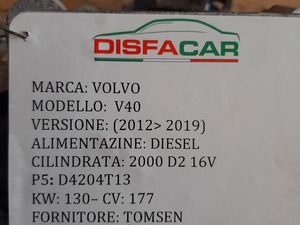 DISFACAR
MARCA: VOLVO
MODELLO: V40
VERSIONE: (2012> 2019)
ALIMENTAZINE: DIESEL
CILINDRATA: 2000 D2 16V
P5: D4204T13
KW: 130– CV: 177
FORNITORE: TOMSEN